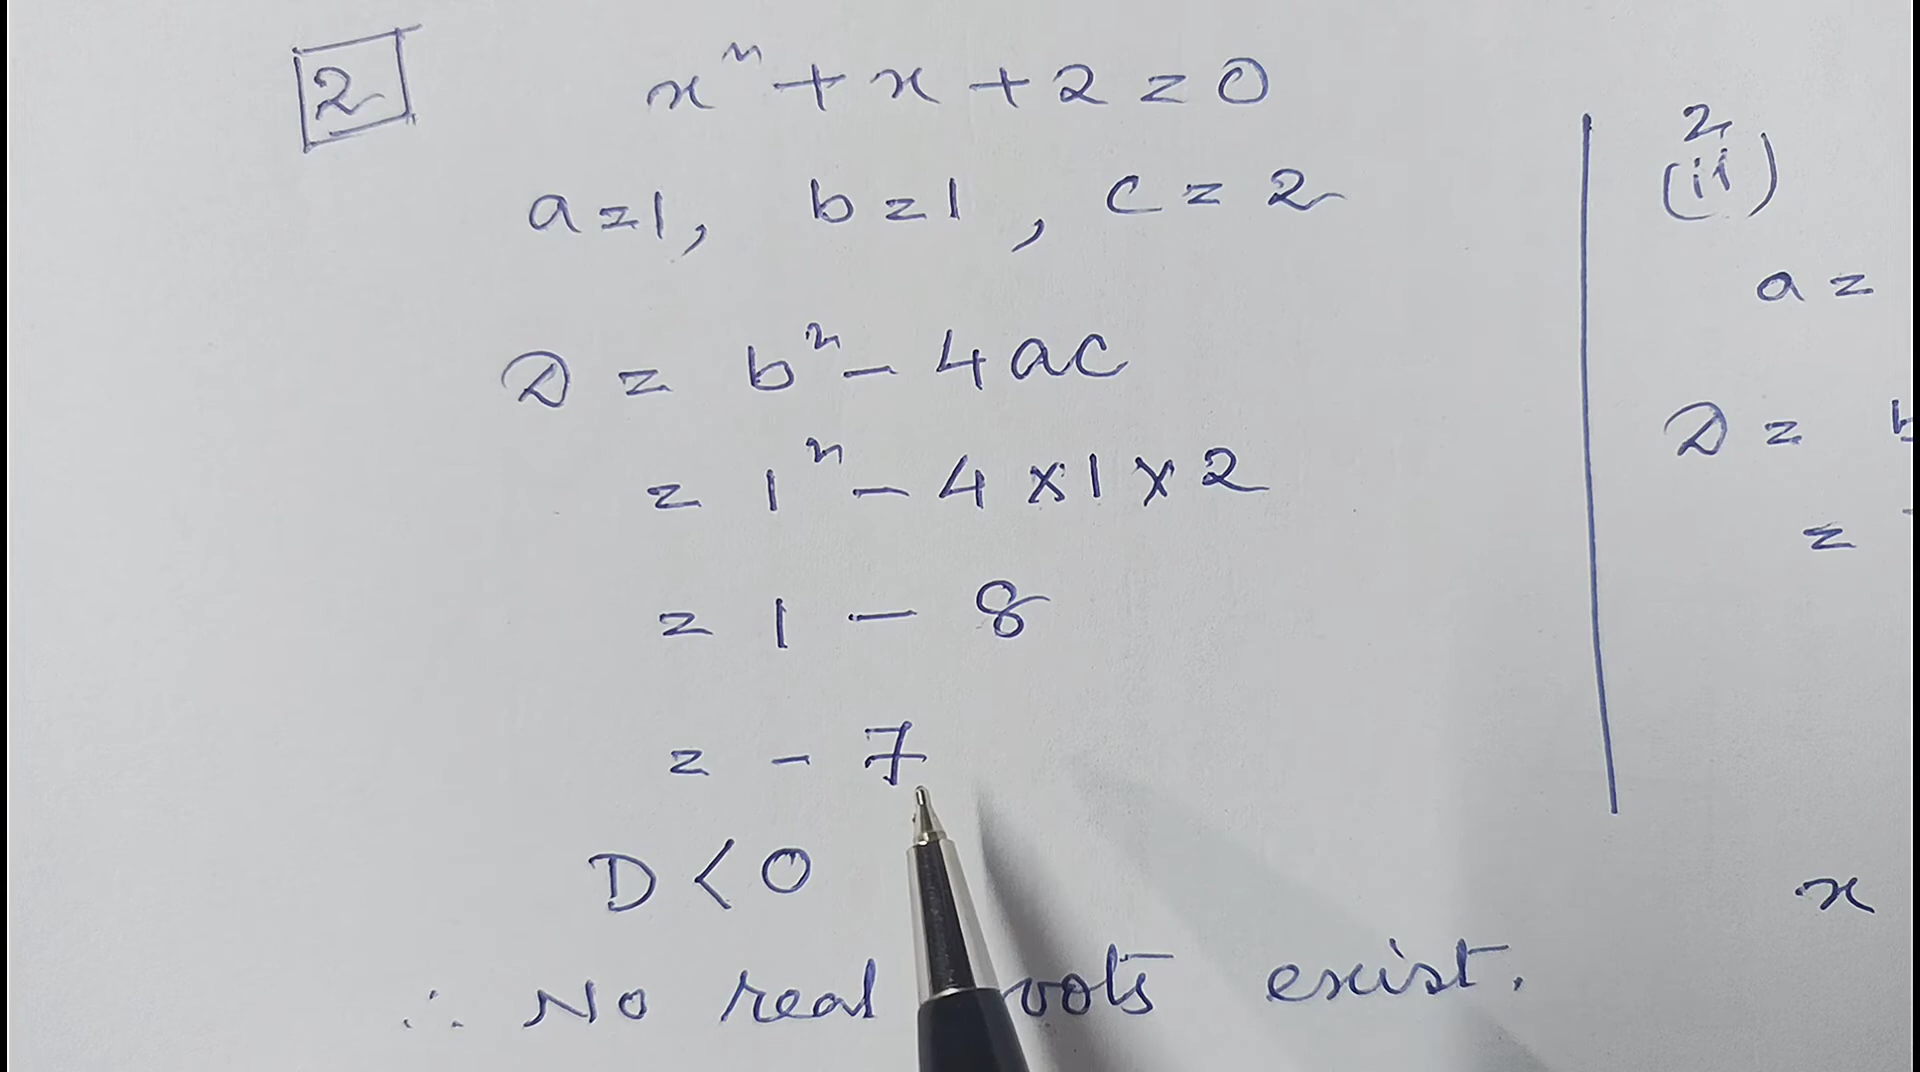 2
x² + x + 2 = 0
a = 1, b = 1, c = 2
D = b² - 4ac
= 1² - 4 × 1 × 2
= 1 - 8
= - 7
D < 0
∴ No real roots exist.
2
(ii)
a =
D = b
=
x